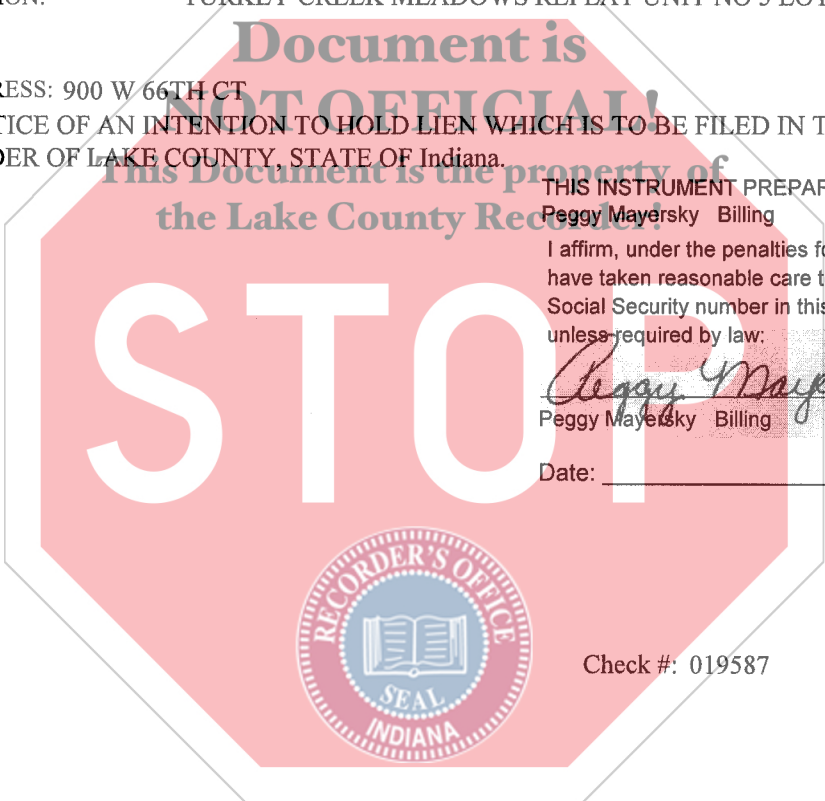 ION: TURKEY CREEK MEADOWS REPLAT UNIT NO 5 LOT
Document is
RESS: 900 W 66TH CT
NOT OFFICIAL!
TICE OF AN INTENTION TO HOLD LIEN WHICH IS TO BE FILED IN T
DER OF LAKE COUNTY, STATE OF Indiana.
This Document is the property of
the Lake County Recorder!
THIS INSTRUMENT PREPAR
Peggy Mayersky Billing
I affirm, under the penalties fo
have taken reasonable care t
Social Security number in this
unless required by law:
Peggy Maye
Peggy Mayersky Billing
Date:
STOP
RECORDER'S OFFICE
SEAL
INDIANA
Check #: 019587